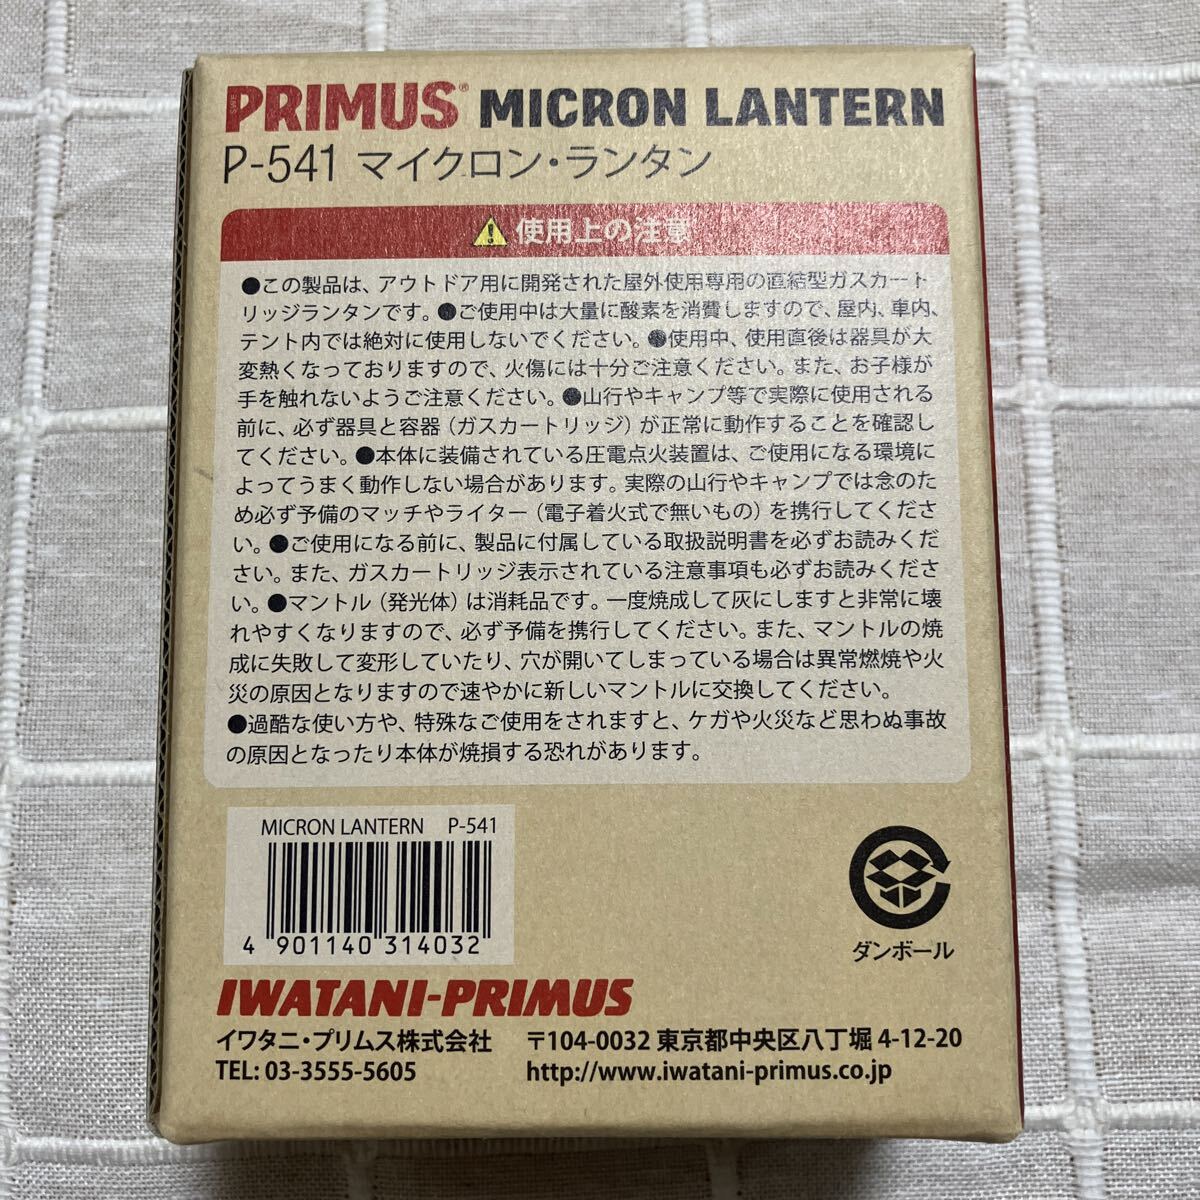 PRIMUS® MICRON LANTERN
P-541 マイクロン・ランタン
使用上の注意
●この製品は、アウトドア用に開発された屋外使用専用の直結型ガスカート
リッジランタンです。●ご使用中は大量に酸素を消費しますので、屋内、車内、
テント内では絶対に使用しないでください。●使用中、使用直後は器具が大
変熱くなっておりますので、火傷には十分ご注意ください。また、お子様が
手を触れないようご注意ください。●山行やキャンプ等で実際に使用される
前に、必ず器具と容器（ガスカートリッジ）が正常に動作することを確認し
てください。●本体に装備されている圧電点火装置は、ご使用になる環境に
よってうまく動作しない場合があります。実際の山行やキャンプでは念のた
め必ず予備のマッチやライター（電子着火式で無いもの）を携行してくださ
い。●ご使用になる前に、製品に付属している取扱説明書を必ずお読みくだ
さい。また、ガスカートリッジ表示されている注意事項も必ずお読みくださ
い。●マントル（発光体）は消耗品です。一度焼成して灰にしますと非常に壊
れやすくなりますので、必ず予備を携行してください。また、マントルの焼
成に失敗して変形していたり、穴が開いてしまっている場合は異常燃焼や火
災の原因となりますので速やかに新しいマントルに交換してください。
●過酷な使い方や、特殊なご使用をされますと、ケガや火災など思わぬ事故
の原因となったり本体が焼損する恐れがあります。
MICRON LANTERN P-541
4 901140 314032
ダンボール
IWATANI-PRIMUS
イワタニ・プリムス株式会社 〒104-0032 東京都中央区八丁堀 4-12-20
TEL: 03-3555-5605 http://www.iwatani-primus.co.jp